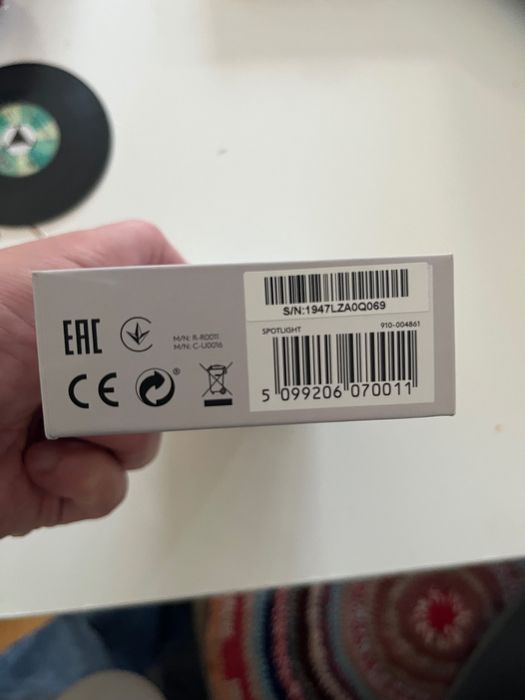 S/N:1947LZA0Q069
SPOTLIGHT 910-004861
5 099206 070011
EAC
M/N: R-R0011
M/N: C-U0016
CE